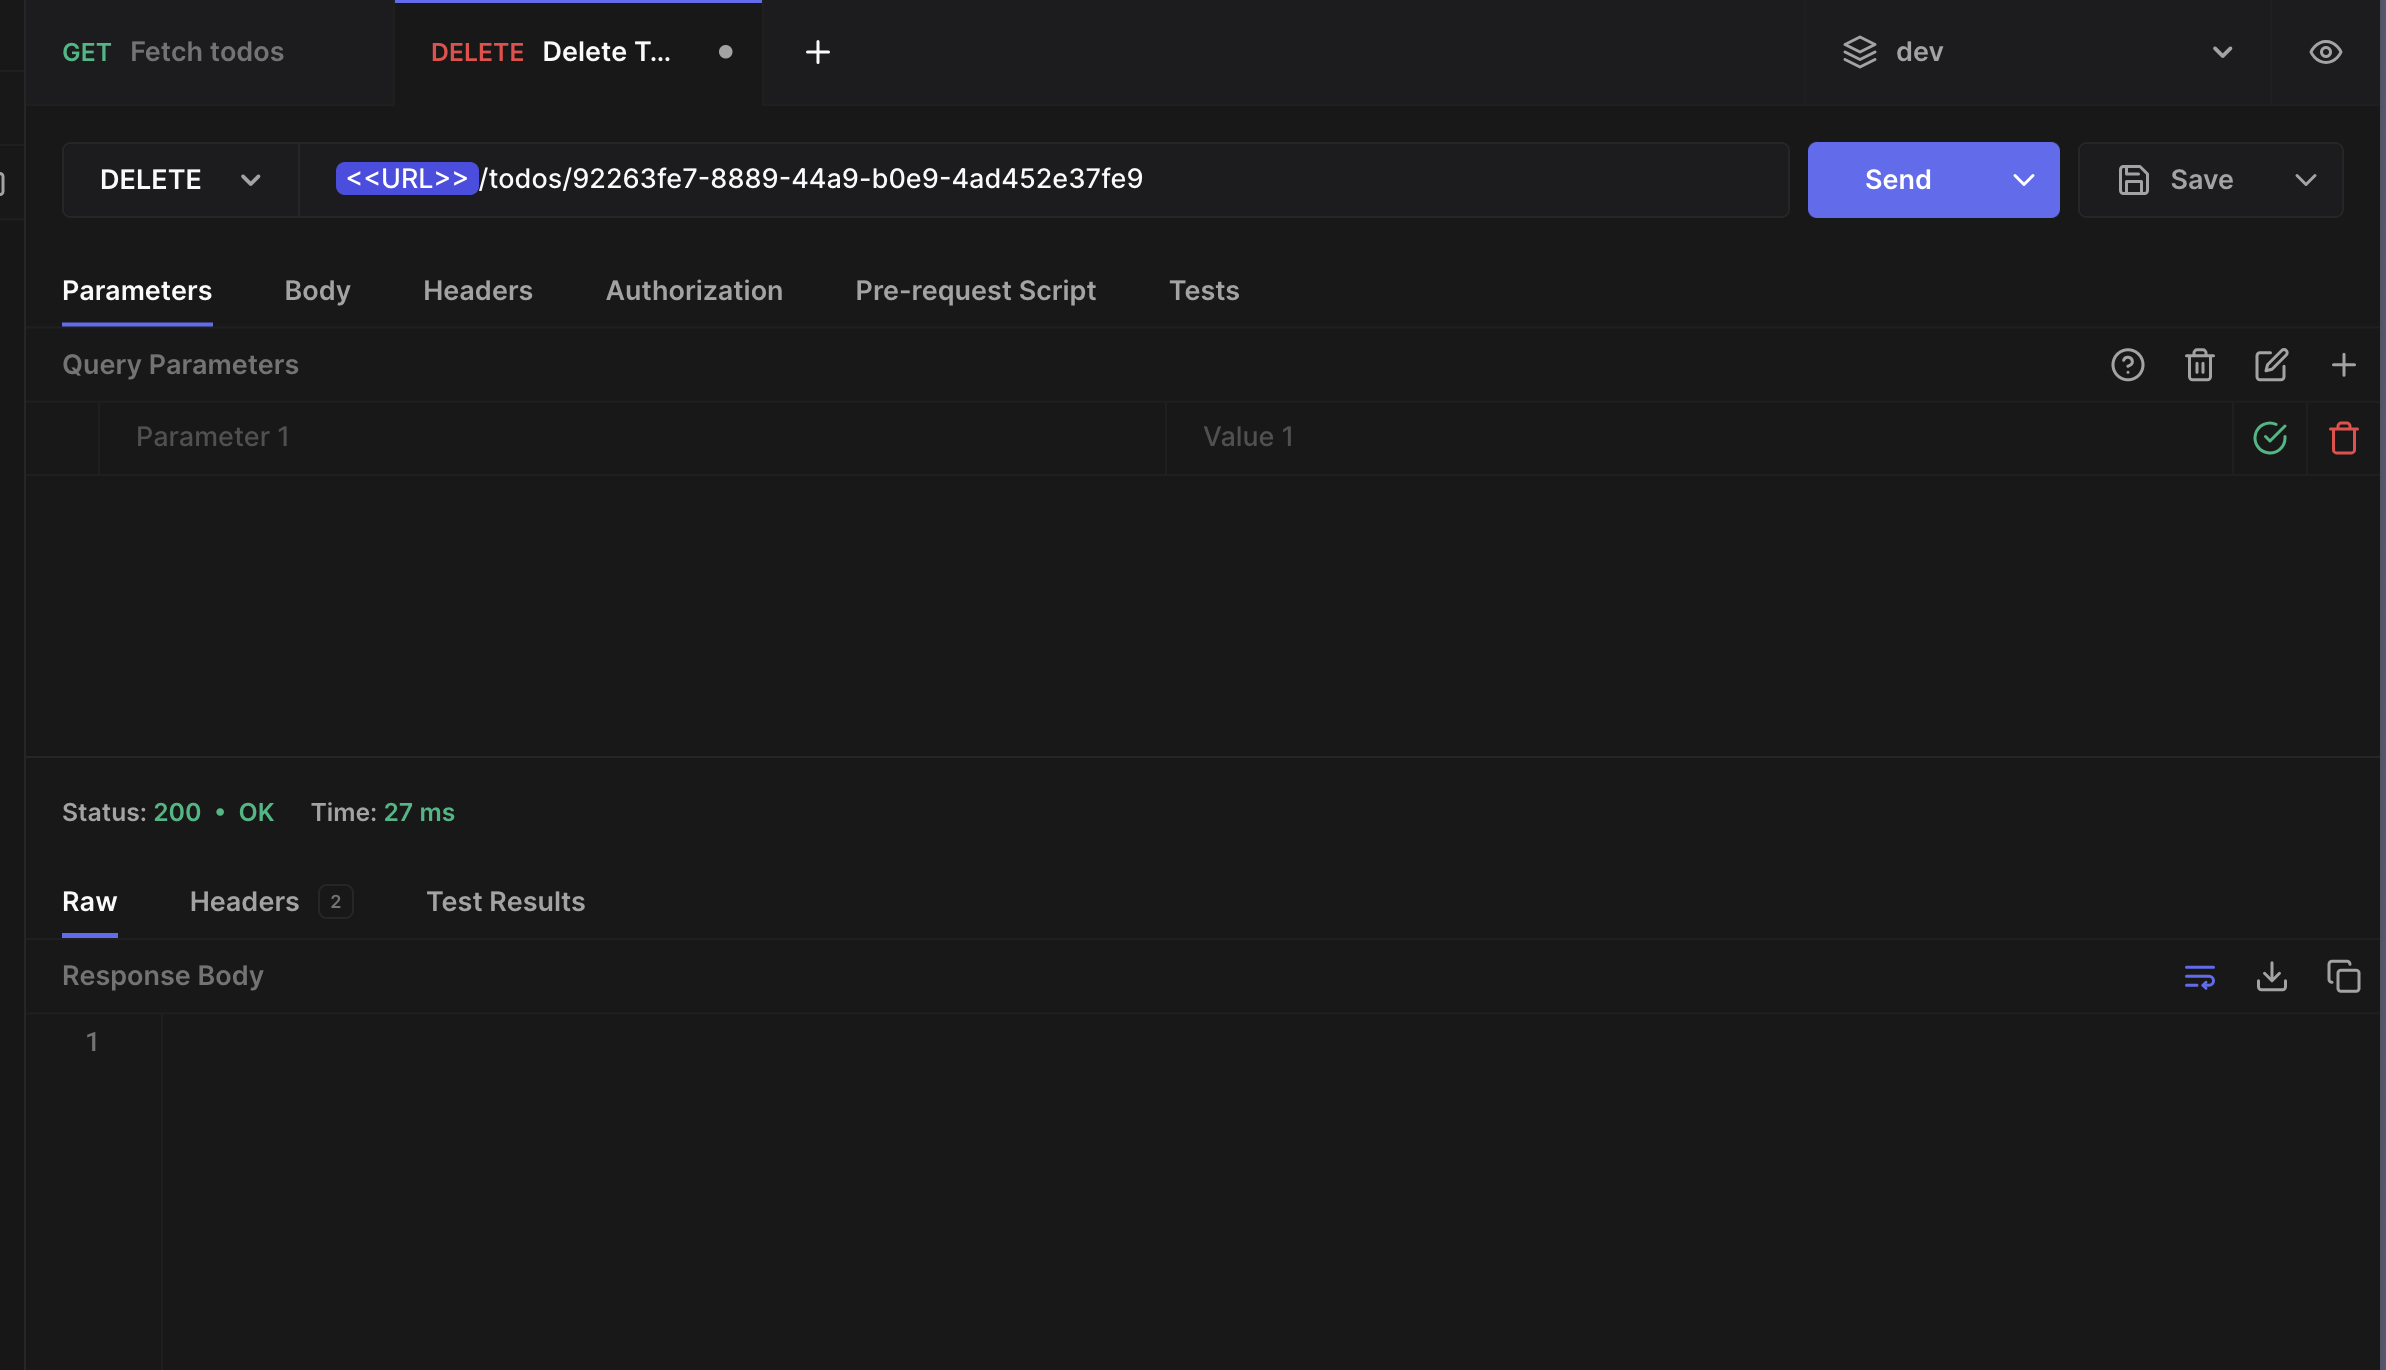 GET Fetch todos DELETE Delete T... dev
DELETE <<URL>>/todos/92263fe7-8889-44a9-b0e9-4ad452e37fe9 Send Save
Parameters Body Headers Authorization Pre-request Script Tests
Query Parameters
Parameter 1 Value 1
Status: 200 • OK Time: 27 ms
Raw Headers 2 Test Results
Response Body
1